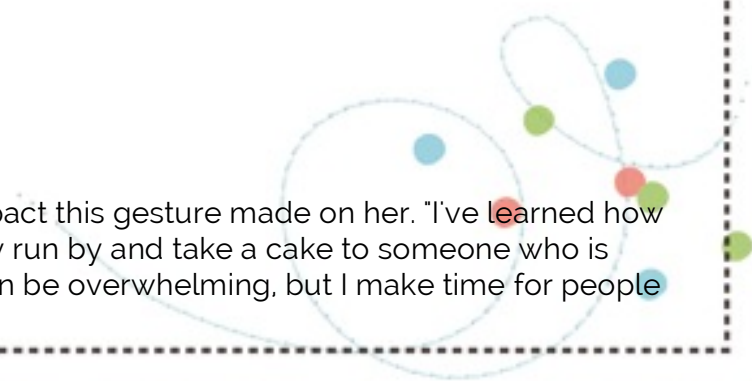 this gesture made on her. "I've learned how
run by and take a cake to someone who is
be overwhelming, but I make time for people